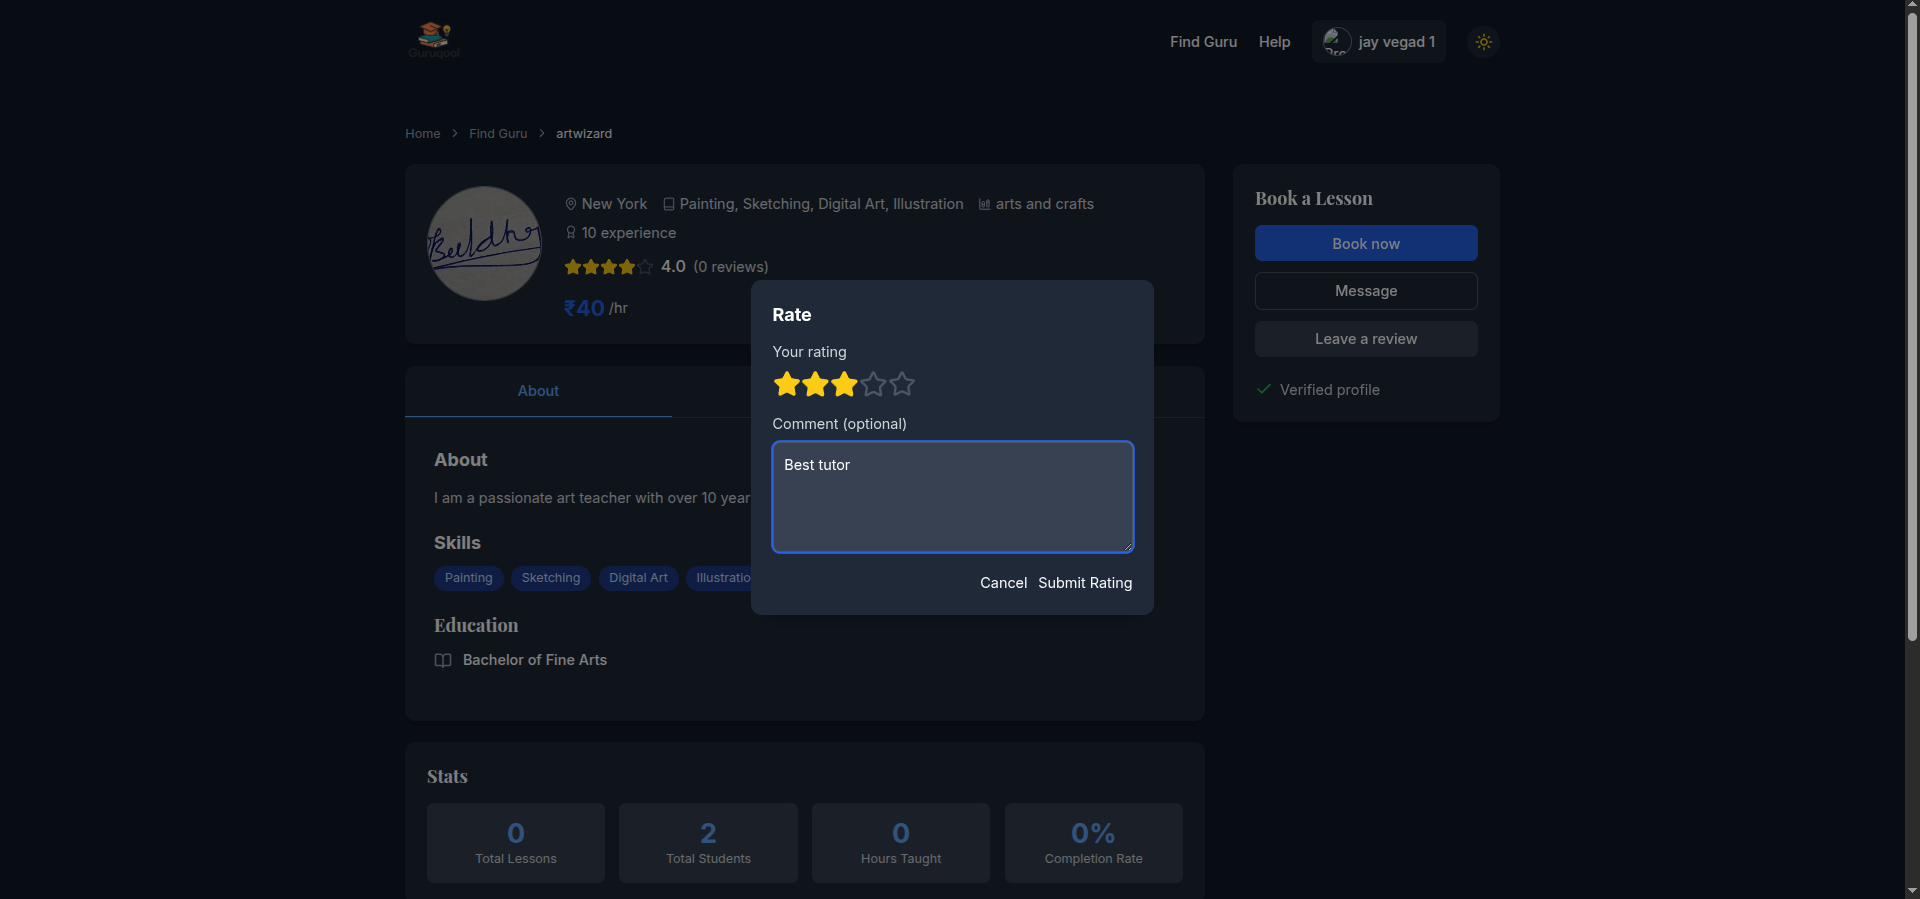 Guruqool
Find Guru
Help
jay vegad 1
Home > Find Guru > artwizard
New York
Painting, Sketching, Digital Art, Illustration
arts and crafts
10 experience
4.0 (0 reviews)
₹40 /hr
Book a Lesson
Book now
Message
Leave a review
Verified profile
Rate
Your rating
Comment (optional)
Best tutor
Cancel
Submit Rating
About
About
I am a passionate art teacher with over 10 year
Skills
Painting
Sketching
Digital Art
Illustratio
Education
Bachelor of Fine Arts
Stats
0
Total Lessons
2
Total Students
0
Hours Taught
0%
Completion Rate